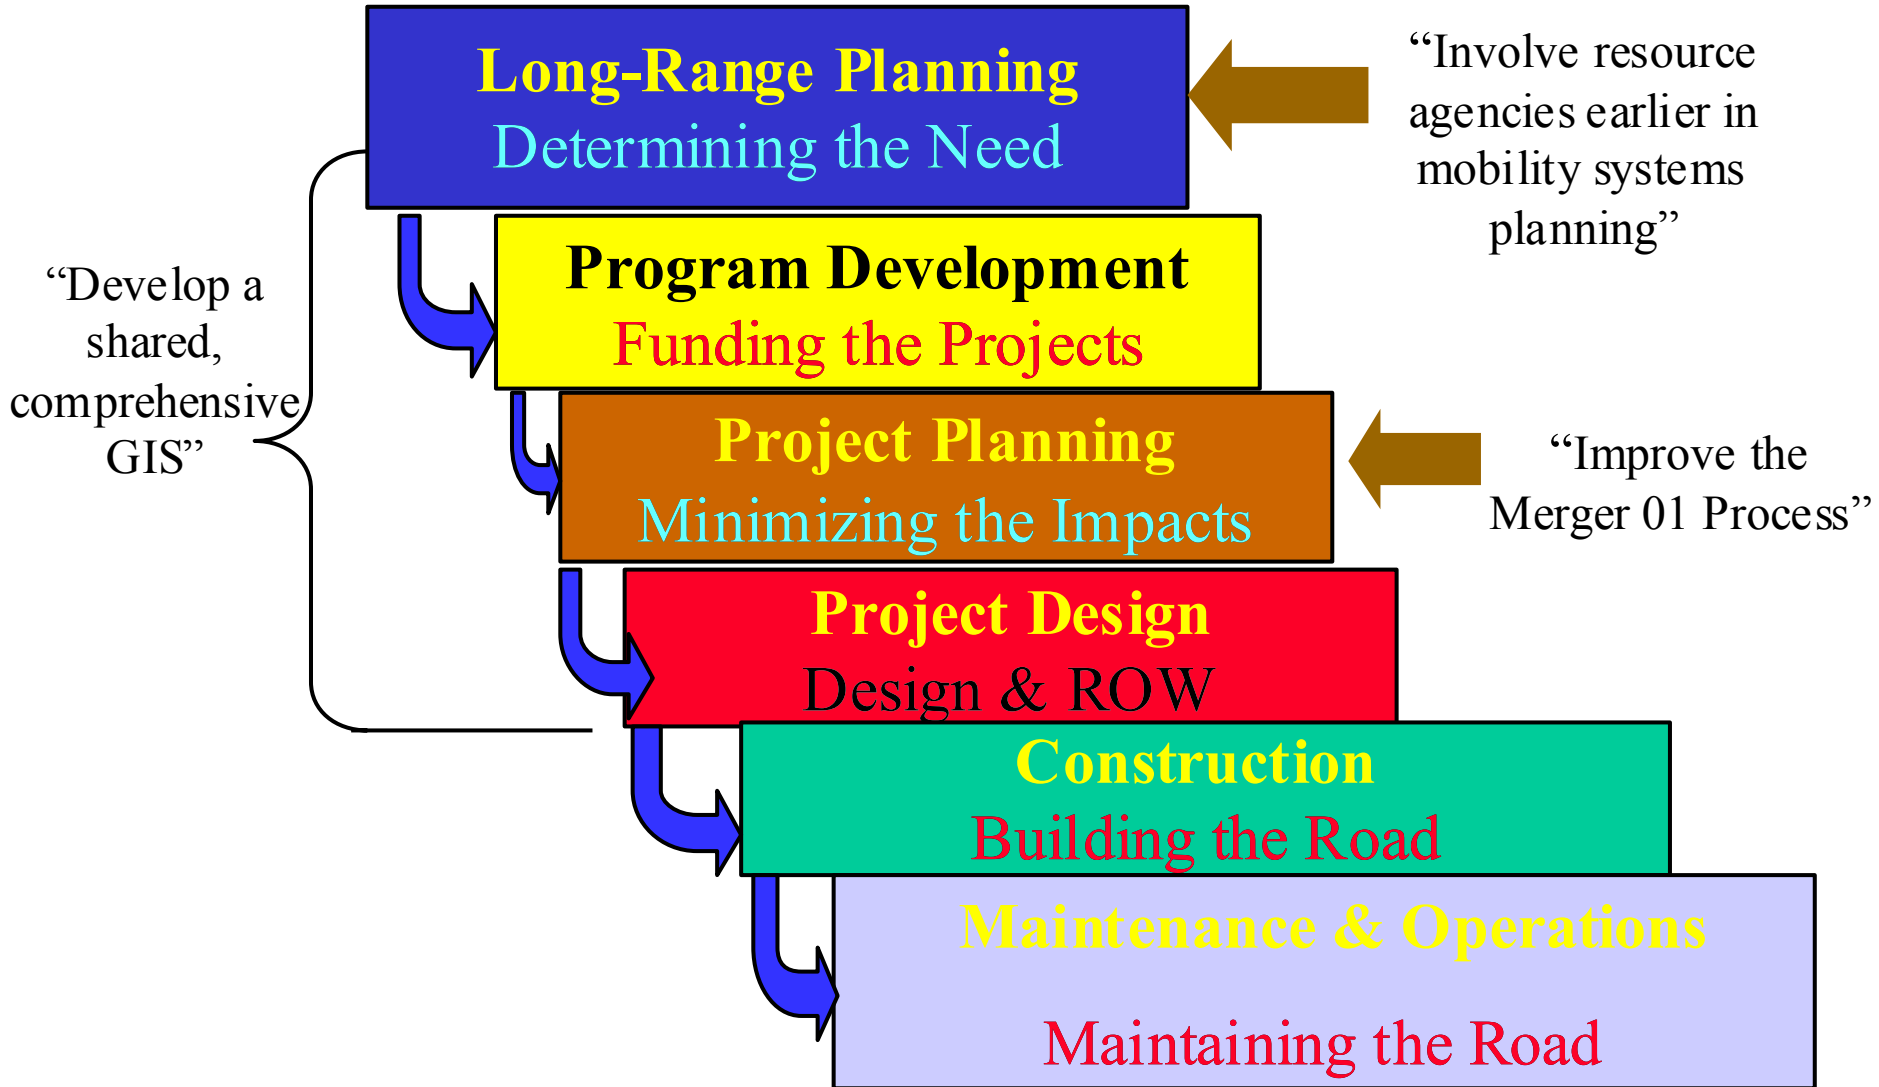 Long-Range Planning
Determining the Need
“Involve resource
agencies earlier in
mobility systems
planning”
Program Development
Funding the Projects
“Develop a
shared,
comprehensive
GIS”
Project Planning
Minimizing the Impacts
“Improve the
Merger 01 Process”
Project Design
Design & ROW
Construction
Building the Road
Maintenance & Operations
Maintaining the Road